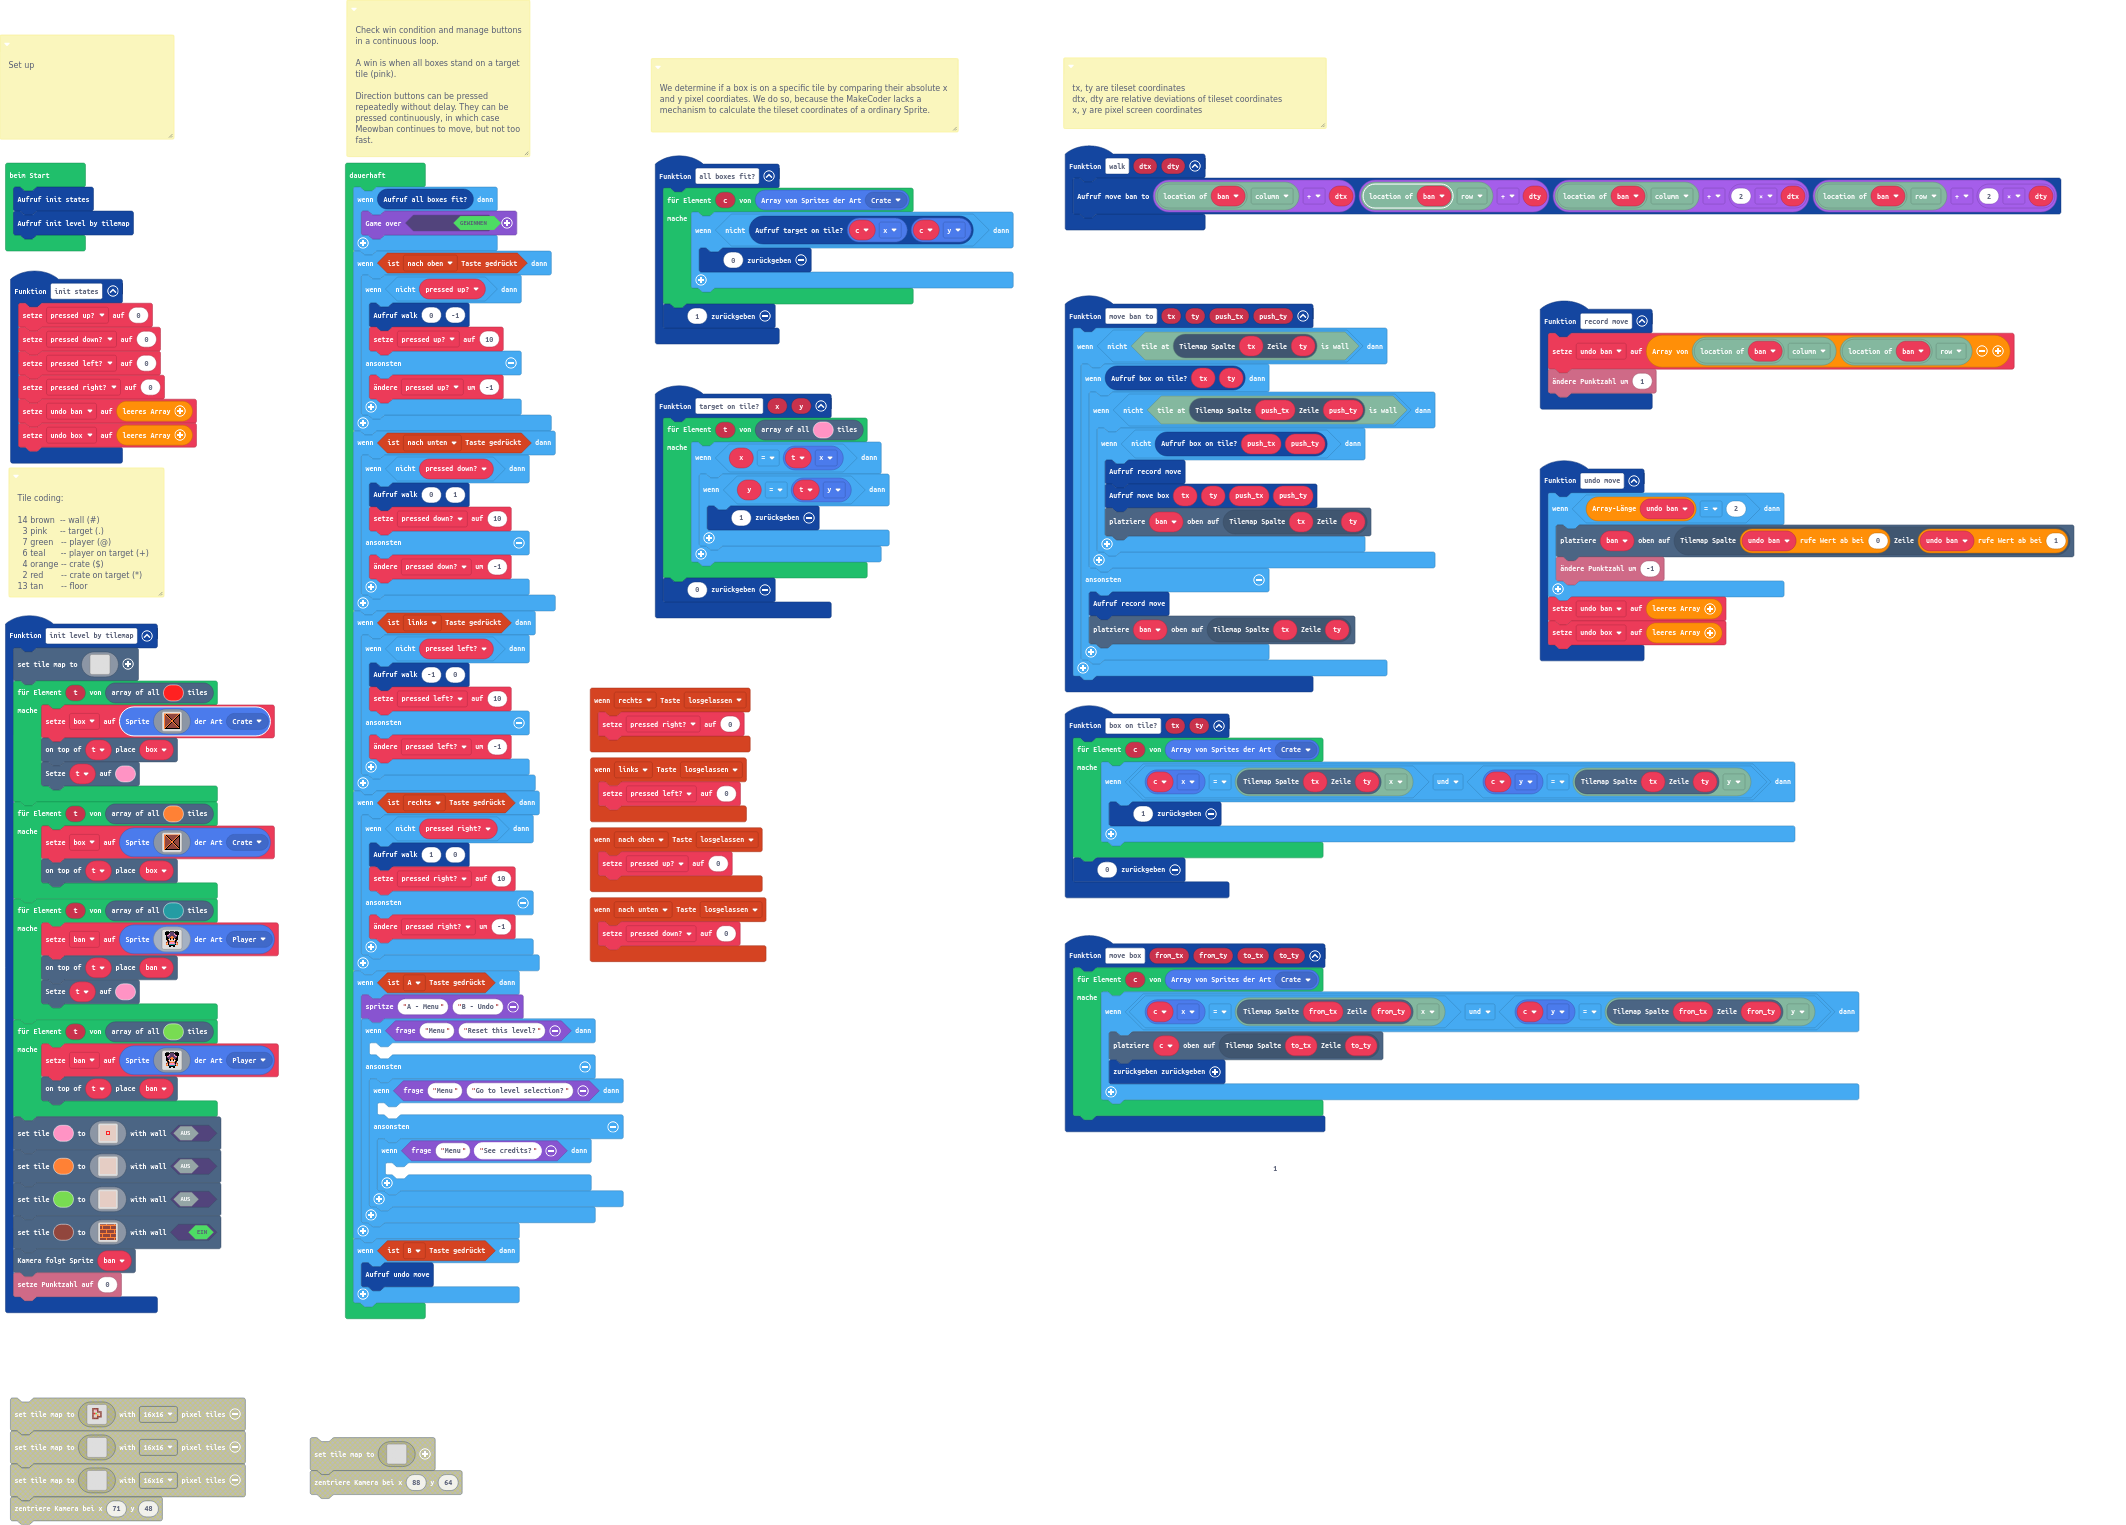 Set up
beim Start
Aufruf init states
Aufruf init level by tilemap
Funktion init states
setze pressed up? auf 0
setze pressed down? auf 0
setze pressed left? auf 0
setze pressed right? auf 0
setze undo ban auf leeres Array
setze undo box auf leeres Array
Tile coding:
14 brown -- wall (#)
3 pink -- target (.)
7 green -- player (@)
6 teal -- player on target (+)
4 orange -- crate ($)
2 red -- crate on target (*)
13 tan -- floor
Funktion init level by tilemap
set tile map to
für Element t von array of all tiles
mache
setze box auf Sprite der Art Crate
on top of t place box
Setze t auf
für Element t von array of all tiles
mache
setze box auf Sprite der Art Crate
on top of t place box
für Element t von array of all tiles
mache
setze ban auf Sprite der Art Player
on top of t place ban
Setze t auf
für Element t von array of all tiles
mache
setze ban auf Sprite der Art Player
on top of t place ban
set tile to with wall AUS
set tile to with wall AUS
set tile to with wall AUS
set tile to with wall EIN
Kamera folgt Sprite ban
setze Punktzahl auf 0
set tile map to with 16x16 pixel tiles
set tile map to with 16x16 pixel tiles
set tile map to with 16x16 pixel tiles
zentriere Kamera bei x 71 y 48
set tile map to
zentriere Kamera bei x 88 y 64
Check win condition and manage buttons
in a continuous loop.
A win is when all boxes stand on a target
tile (pink).
Direction buttons can be pressed
repeatedly without delay. They can be
pressed continuously, in which case
Meowban continues to move, but not too
fast.
dauerhaft
wenn Aufruf all boxes fit? dann
Game over GEWINNEN
wenn ist nach oben Taste gedrückt dann
wenn nicht pressed up? dann
Aufruf walk 0 -1
setze pressed up? auf 10
ansonsten
ändere pressed up? um -1
wenn ist nach unten Taste gedrückt dann
wenn nicht pressed down? dann
Aufruf walk 0 1
setze pressed down? auf 10
ansonsten
ändere pressed down? um -1
wenn ist links Taste gedrückt dann
wenn nicht pressed left? dann
Aufruf walk -1 0
setze pressed left? auf 10
ansonsten
ändere pressed left? um -1
wenn ist rechts Taste gedrückt dann
wenn nicht pressed right? dann
Aufruf walk 1 0
setze pressed right? auf 10
ansonsten
ändere pressed right? um -1
wenn ist A Taste gedrückt dann
spritze "A - Menu" "B - Undo"
wenn frage "Menu" "Reset this level?" dann
ansonsten
wenn frage "Menu" "Go to level selection?" dann
ansonsten
wenn frage "Menu" "See credits?" dann
wenn ist B Taste gedrückt dann
Aufruf undo move
wenn rechts Taste losgelassen
setze pressed right? auf 0
wenn links Taste losgelassen
setze pressed left? auf 0
wenn nach oben Taste losgelassen
setze pressed up? auf 0
wenn nach unten Taste losgelassen
setze pressed down? auf 0
We determine if a box is on a specific tile by comparing their absolute x
and y pixel coordiates. We do so, because the MakeCoder lacks a
mechanism to calculate the tileset coordinates of a ordinary Sprite.
Funktion all boxes fit?
für Element c von Array von Sprites der Art Crate
mache
wenn nicht Aufruf target on tile? c x c y dann
0 zurückgeben
1 zurückgeben
Funktion target on tile? x y
für Element t von array of all tiles
mache
wenn x = t x dann
wenn y = t y dann
1 zurückgeben
0 zurückgeben
tx, ty are tileset coordinates
dtx, dty are relative deviations of tileset coordinates
x, y are pixel screen coordinates
Funktion walk dtx dty
Aufruf move ban to location of ban column + dtx location of ban row + dty location of ban column + 2 × dtx location of ban row + 2 × dty
Funktion move ban to tx ty push_tx push_ty
wenn nicht tile at Tilemap Spalte tx Zeile ty is wall dann
wenn Aufruf box on tile? tx ty dann
wenn nicht tile at Tilemap Spalte push_tx Zeile push_ty is wall dann
wenn nicht Aufruf box on tile? push_tx push_ty dann
Aufruf record move
Aufruf move box tx ty push_tx push_ty
platziere ban oben auf Tilemap Spalte tx Zeile ty
ansonsten
Aufruf record move
platziere ban oben auf Tilemap Spalte tx Zeile ty
Funktion record move
setze undo ban auf Array von location of ban column location of ban row
ändere Punktzahl um 1
Funktion undo move
wenn Array-Länge undo ban = 2 dann
platziere ban oben auf Tilemap Spalte undo ban rufe Wert ab bei 0 Zeile undo ban rufe Wert ab bei 1
ändere Punktzahl um -1
setze undo ban auf leeres Array
setze undo box auf leeres Array
Funktion box on tile? tx ty
für Element c von Array von Sprites der Art Crate
mache
wenn c x = Tilemap Spalte tx Zeile ty x und c y = Tilemap Spalte tx Zeile ty y dann
1 zurückgeben
0 zurückgeben
Funktion move box from_tx from_ty to_tx to_ty
für Element c von Array von Sprites der Art Crate
mache
wenn c x = Tilemap Spalte from_tx Zeile from_ty x und c y = Tilemap Spalte from_tx Zeile from_ty y dann
platziere c oben auf Tilemap Spalte to_tx Zeile to_ty
zurückgeben zurückgeben
1